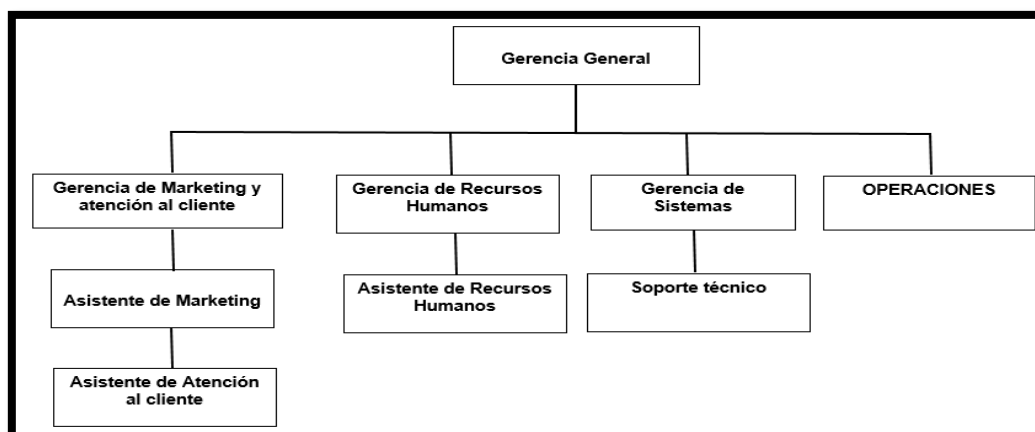 Gerencia General
Gerencia de Marketing y
atención al cliente
Gerencia de Recursos
Humanos
Gerencia de
Sistemas
OPERACIONES
Asistente de Marketing
Asistente de Recursos
Humanos
Soporte técnico
Asistente de Atención
al cliente